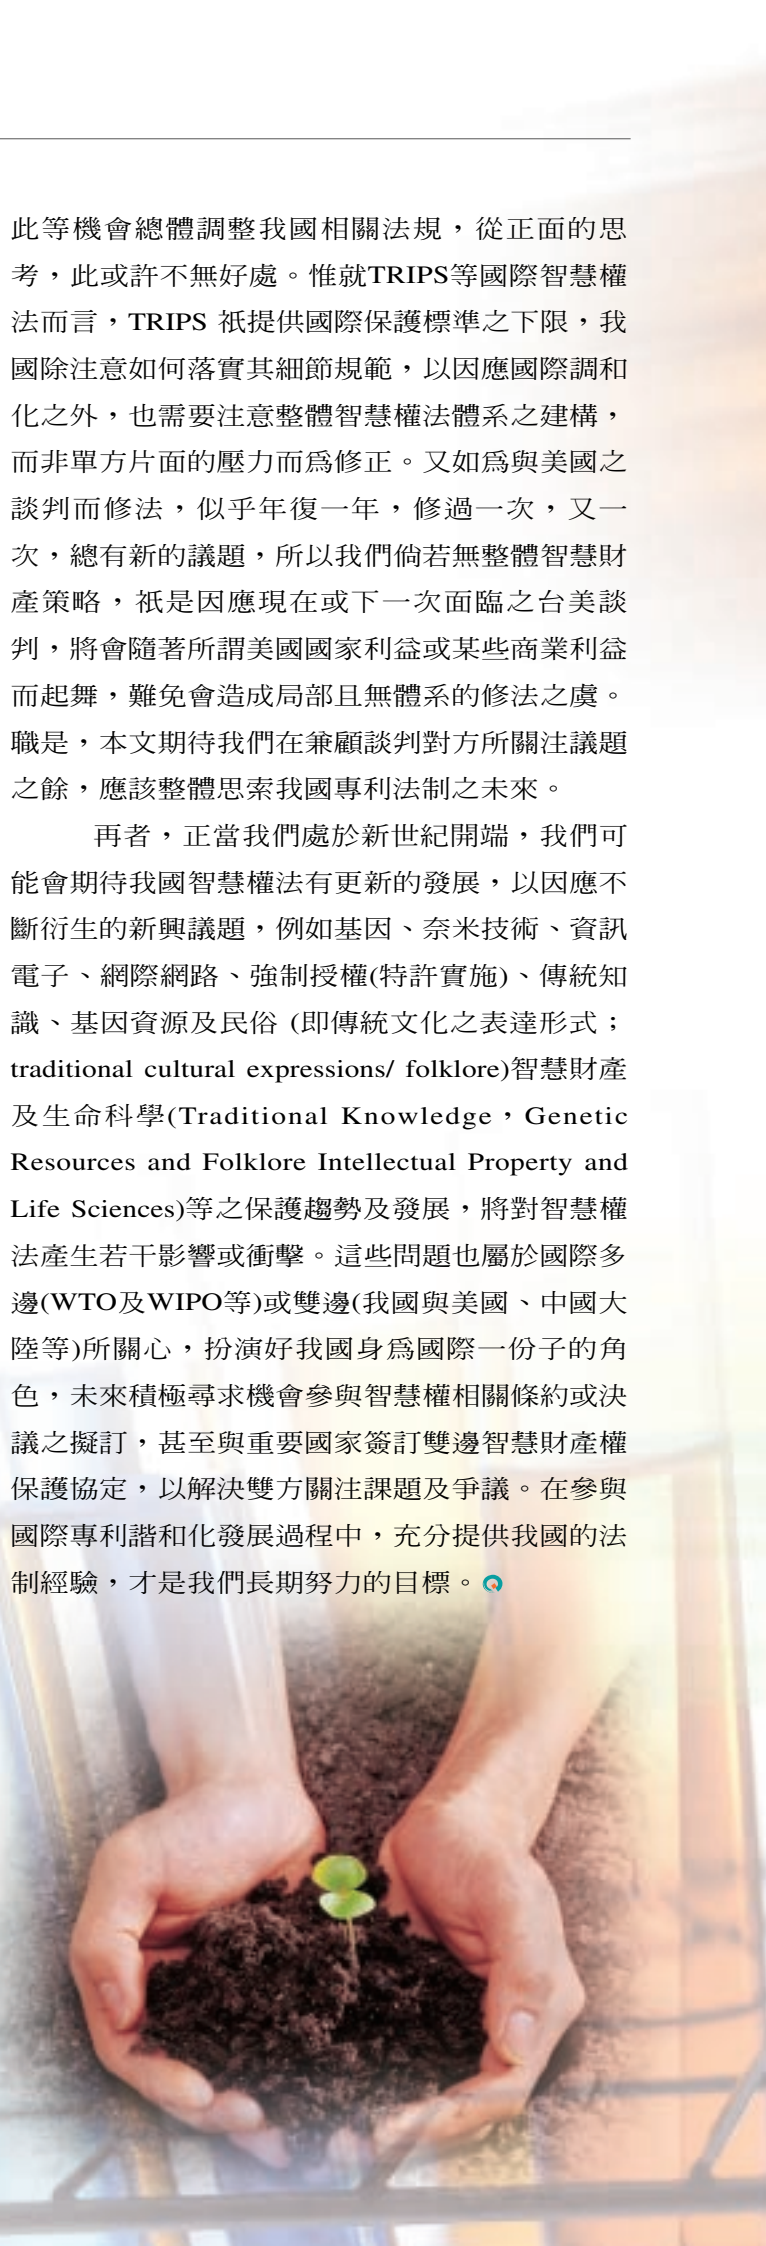 此等機會總體調整我國相關法規，從正面的思
考，此或許不無好處。惟就TRIPS等國際智慧權
法而言，TRIPS 祇提供國際保護標準之下限，我
國除注意如何落實其細節規範，以因應國際調和
化之外，也需要注意整體智慧權法體系之建構，
而非單方片面的壓力而為修正。又如為與美國之
談判而修法，似乎年復一年，修過一次，又一
次，總有新的議題，所以我們倘若無整體智慧財
產策略，祇是因應現在或下一次面臨之台美談
判，將會隨著所謂美國國家利益或某些商業利益
而起舞，難免會造成局部且無體系的修法之虞。
職是，本文期待我們在兼顧談判對方所關注議題
之餘，應該整體思索我國專利法制之未來。
再者，正當我們處於新世紀開端，我們可
能會期待我國智慧權法有更新的發展，以因應不
斷衍生的新興議題，例如基因、奈米技術、資訊
電子、網際網路、強制授權(特許實施)、傳統知
識、基因資源及民俗 (即傳統文化之表達形式；
traditional cultural expressions/ folklore)智慧財產
及生命科學(Traditional Knowledge，Genetic
Resources and Folklore Intellectual Property and
Life Sciences)等之保護趨勢及發展，將對智慧權
法產生若干影響或衝擊。這些問題也屬於國際多
邊(WTO及WIPO等)或雙邊(我國與美國、中國大
陸等)所關心，扮演好我國身為國際一份子的角
色，未來積極尋求機會參與智慧權相關條約或決
議之擬訂，甚至與重要國家簽訂雙邊智慧財產權
保護協定，以解決雙方關注課題及爭議。在參與
國際專利諧和化發展過程中，充分提供我國的法
制經驗，才是我們長期努力的目標。